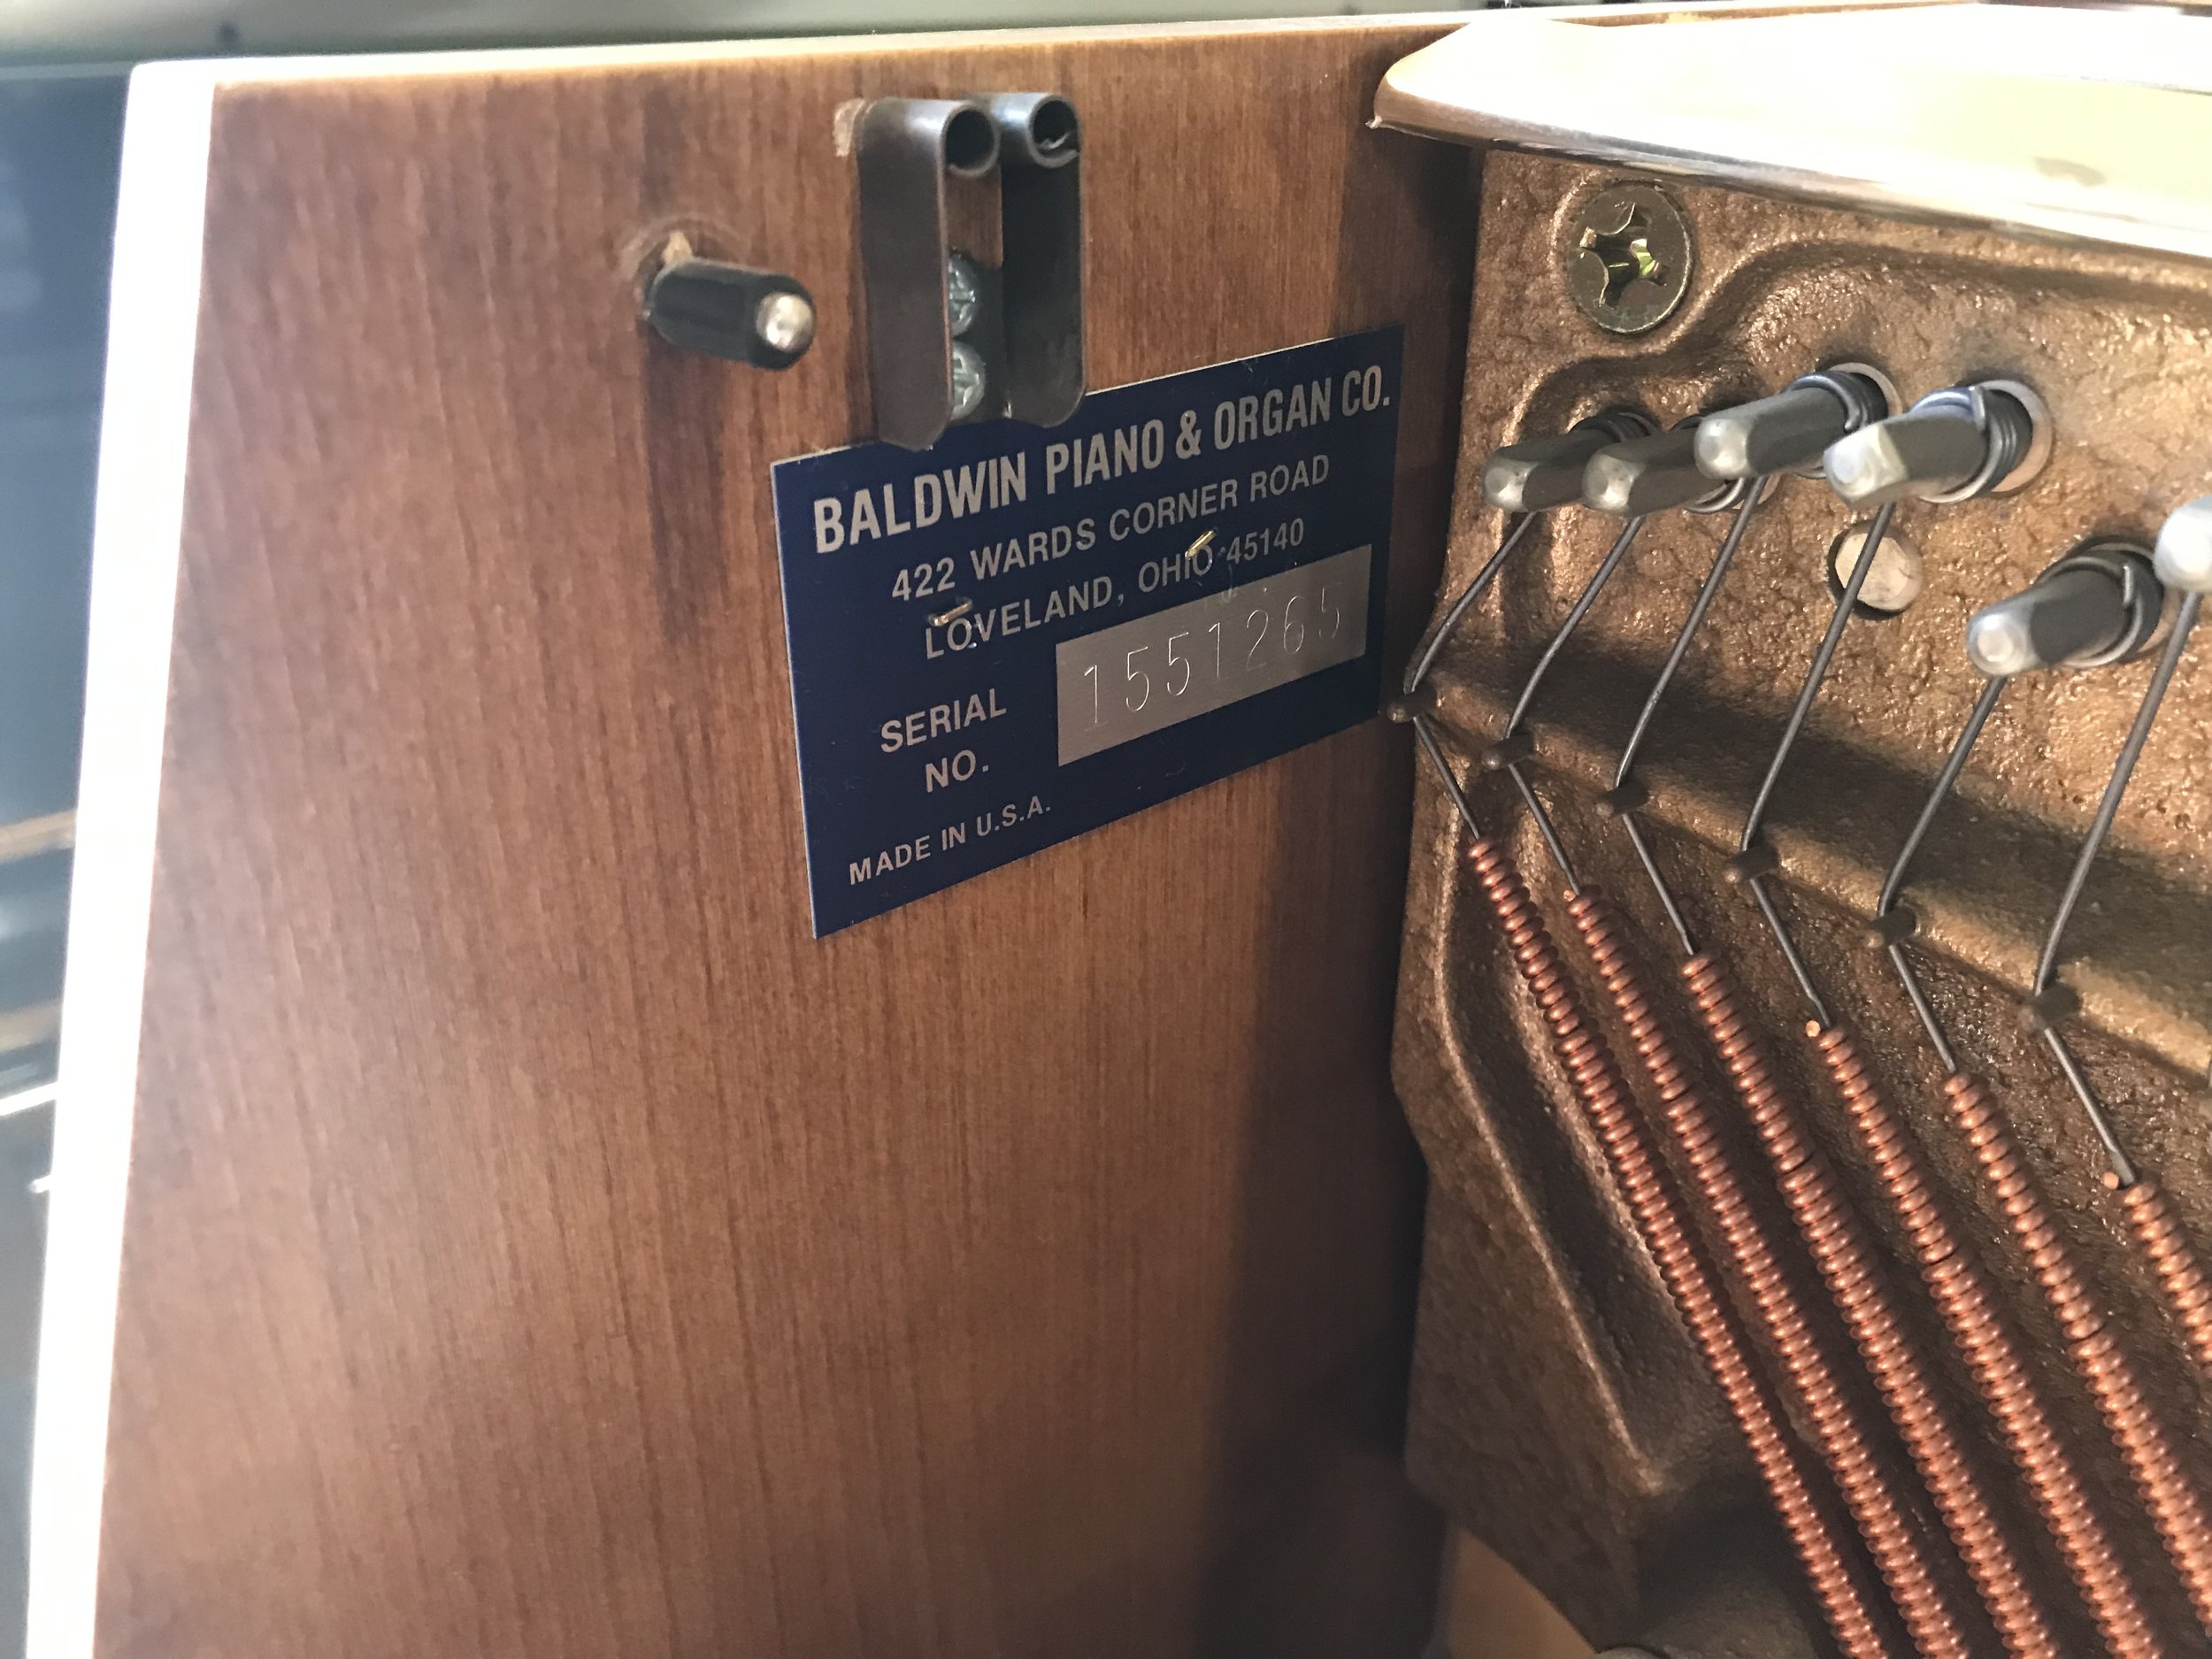 BALDWIN PIANO & ORGAN CO.
422 WARDS CORNER ROAD
LOVELAND, OHIO 45140
SERIAL
NO.
1551265
MADE IN U.S.A.